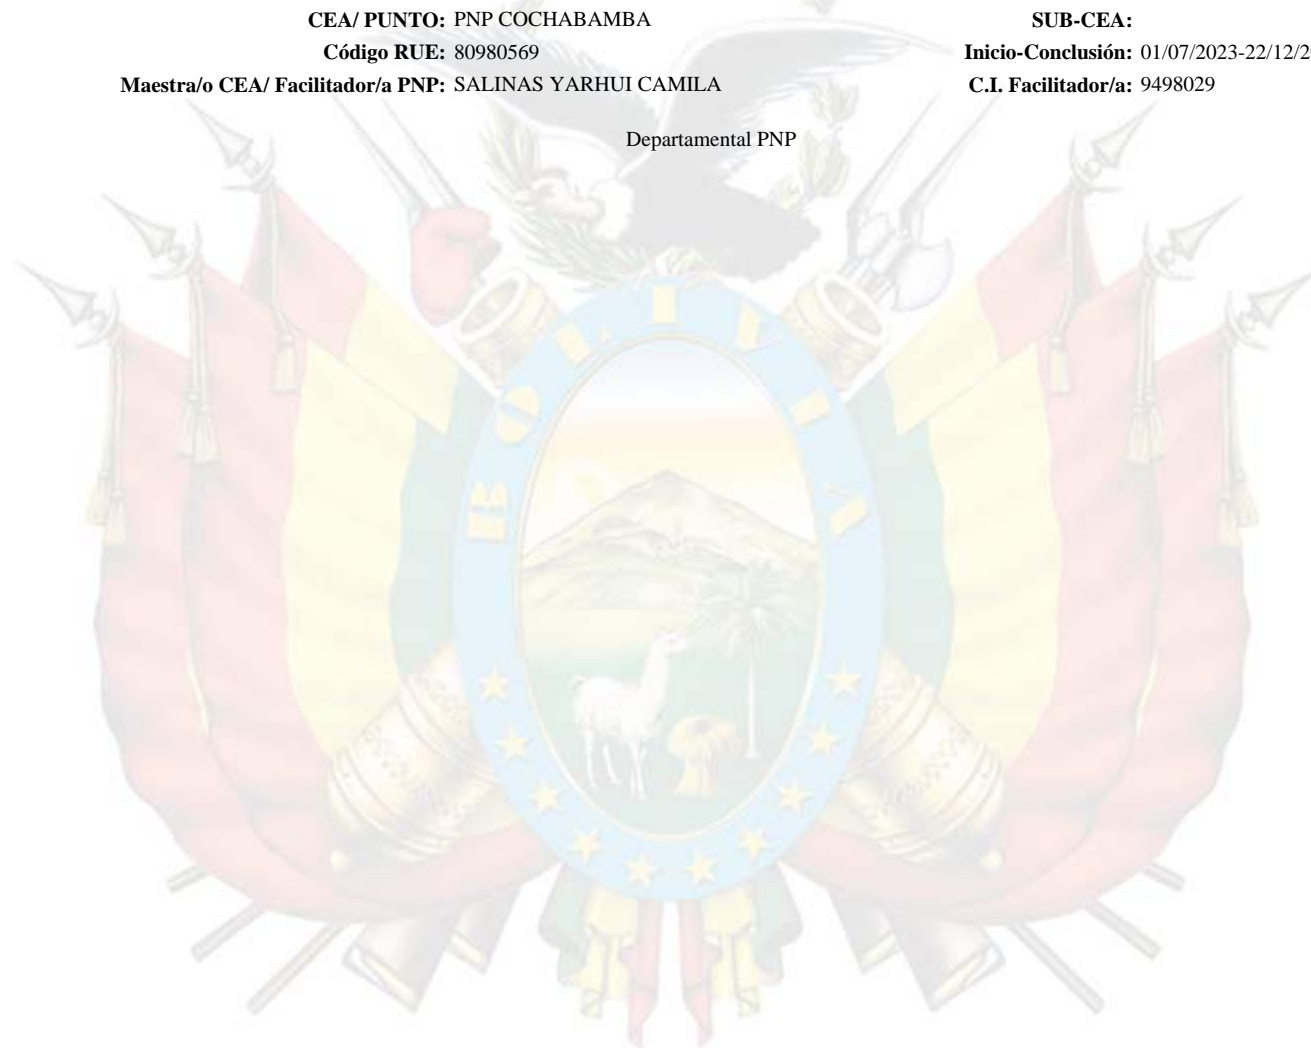 CEA/ PUNTO: PNP COCHABAMBA SUB-CEA:
Código RUE: 80980569 Inicio-Conclusión: 01/07/2023-22/12/2
Maestra/o CEA/ Facilitador/a PNP: SALINAS YARHUI CAMILA C.I. Facilitador/a: 9498029
Departamental PNP
BOLIVIA